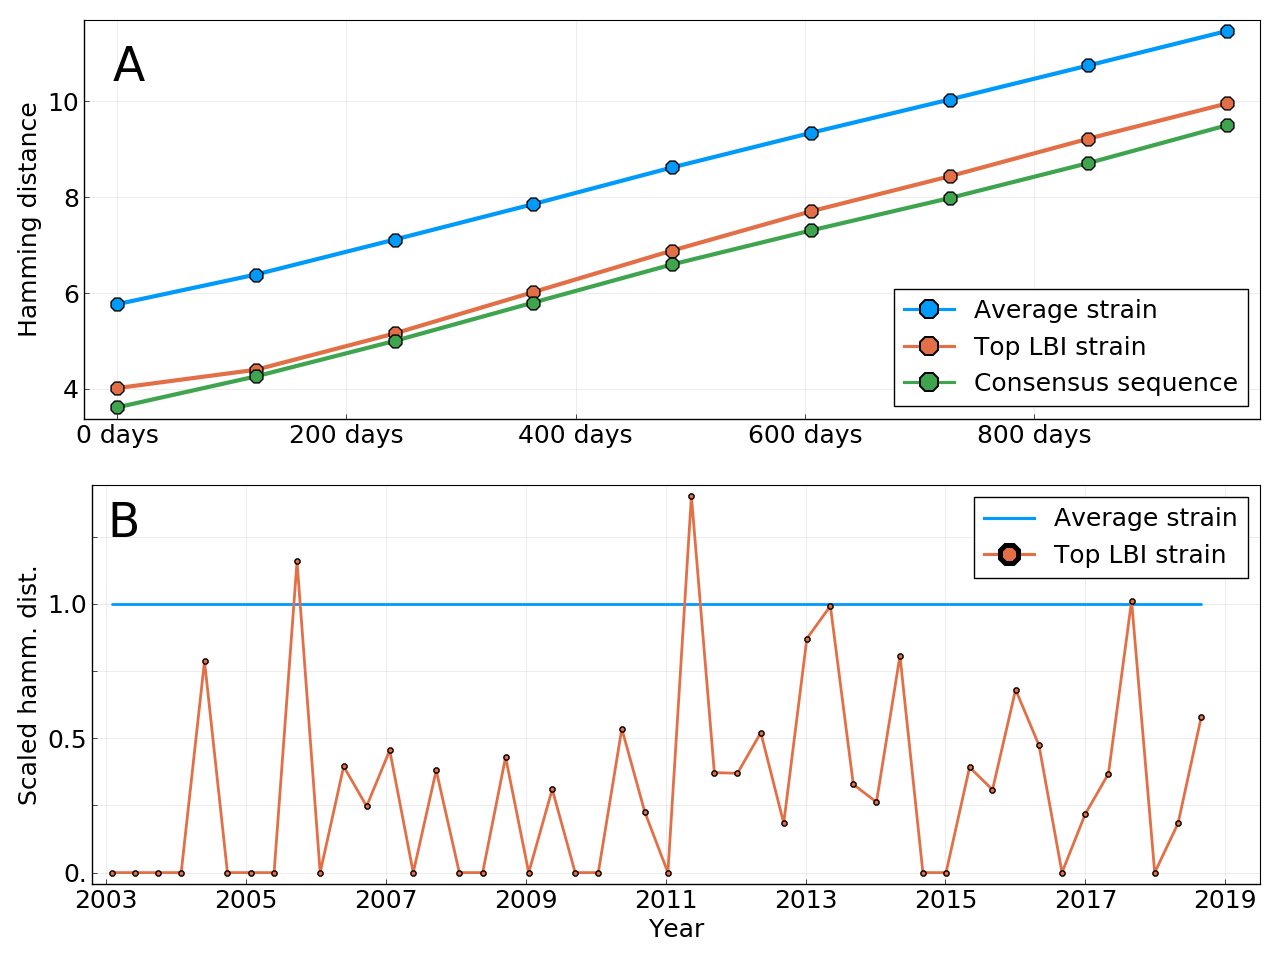 A
Hamming distance
10
8
6
4
0 days 200 days 400 days 600 days 800 days
Average strain
Top LBI strain
Consensus sequence
B
Scaled hamm. dist.
1.0
0.5
0.
2003 2005 2007 2009 2011 2013 2015 2017 2019
Year
Average strain
Top LBI strain